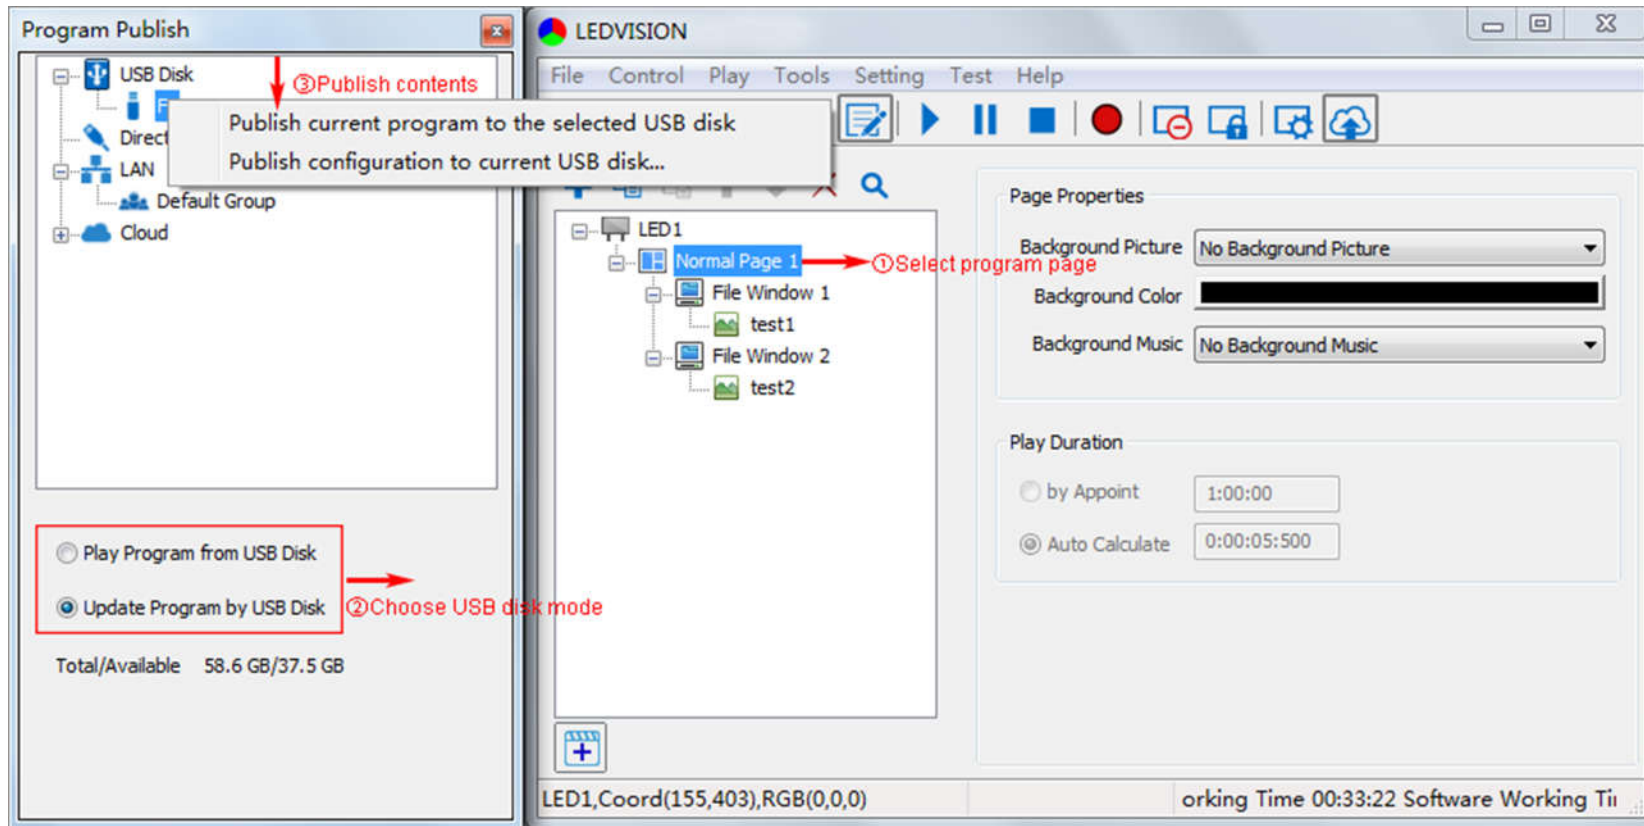 Program Publish
USB Disk
③Publish contents
Publish current program to the selected USB disk
Direct
Publish configuration to current USB disk...
LAN
Default Group
Cloud
Play Program from USB Disk
Update Program by USB Disk
②Choose USB disk mode
Total/Available 58.6 GB/37.5 GB
LEDVISION
File Control Play Tools Setting Test Help
LED1
Normal Page 1
①Select program page
File Window 1
test1
File Window 2
test2
Page Properties
Background Picture No Background Picture
Background Color
Background Music No Background Music
Play Duration
by Appoint 1:00:00
Auto Calculate 0:00:05:500
LED1,Coord(155,403),RGB(0,0,0)
orking Time 00:33:22 Software Working Ti